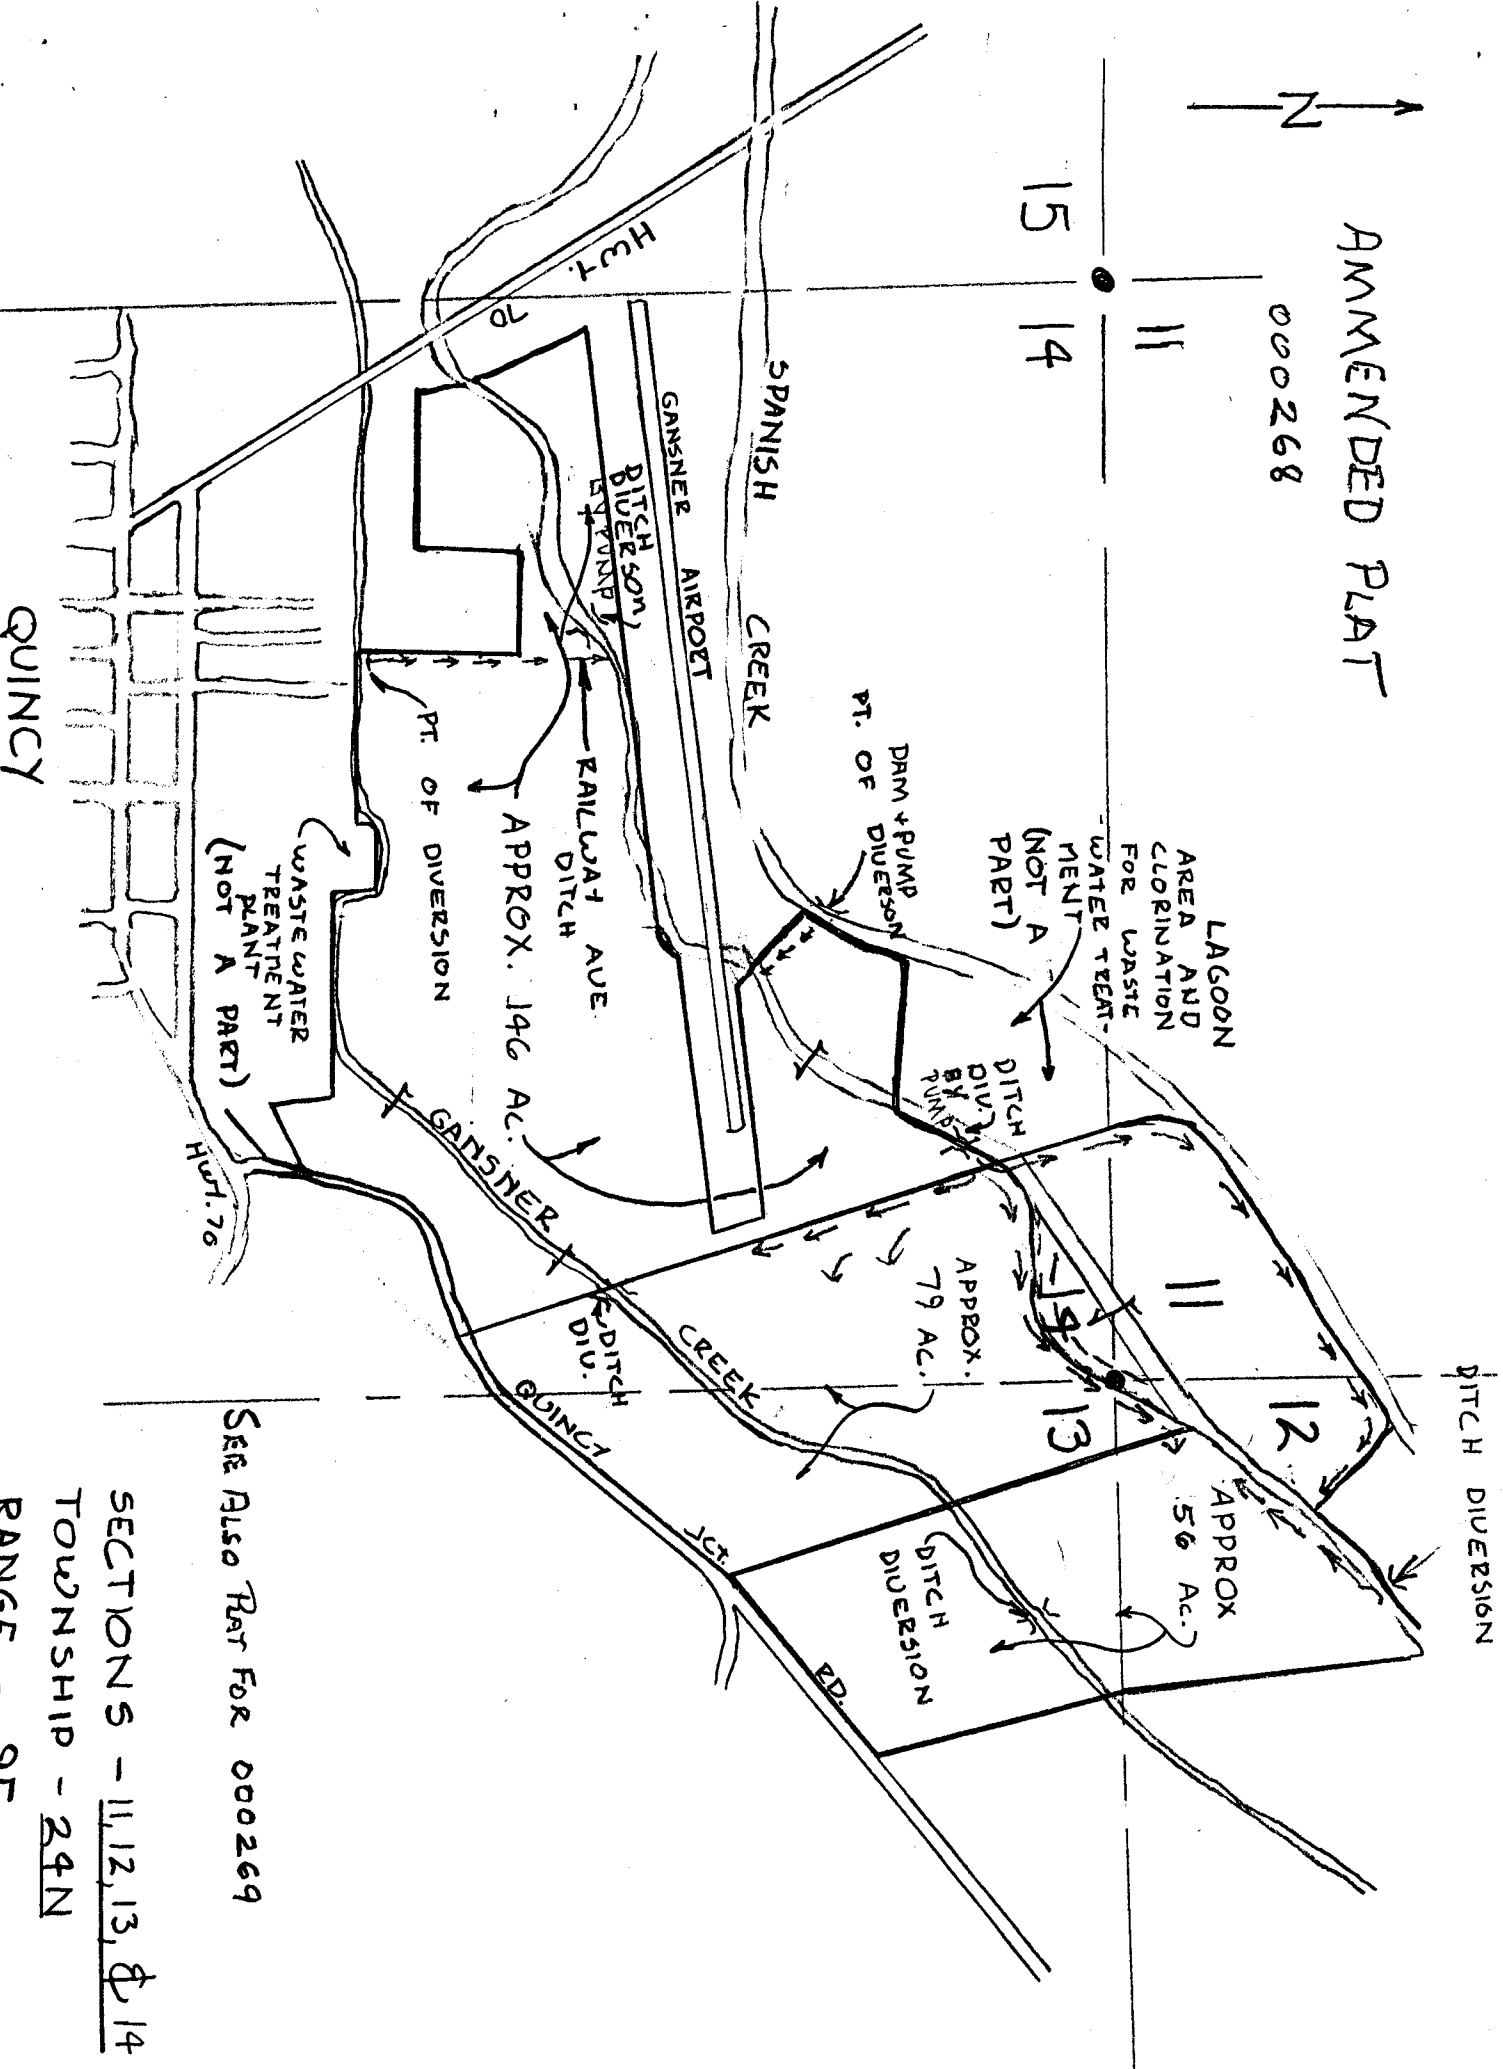 AMMENDED PLAT
000268
N
15
11
14
HWY.
70
SPANISH
CREEK
GANSNER AIRPORT
DITCH
DIVERSON
BY PUMP
PT. OF DIVERSION
RAILWAY AVE
DITCH
APPROX. 146 AC.
DAM + PUMP
PT. OF DIVERSON
LAGOON
AREA AND
CLORINATION
FOR WASTE
-WATER TREAT-
MENT
(NOT A
PART)
DITCH
DIV.
BY
PUMP
11
12
14
13
APPROX.
79 AC.
APPROX
56 AC.
DITCH DIVERSION
DITCH
DIVERSION
DITCH
DIV.
GANSNER
CREEK
QUINCY
JCT.
RD.
WASTE WATER
TREATMENT
PLANT
(NOT A PART)
HWY. 70
QUINCY
SEE ALSO PLAT FOR 000269
SECTIONS - 11, 12, 13, & 14
TOWNSHIP - 24N